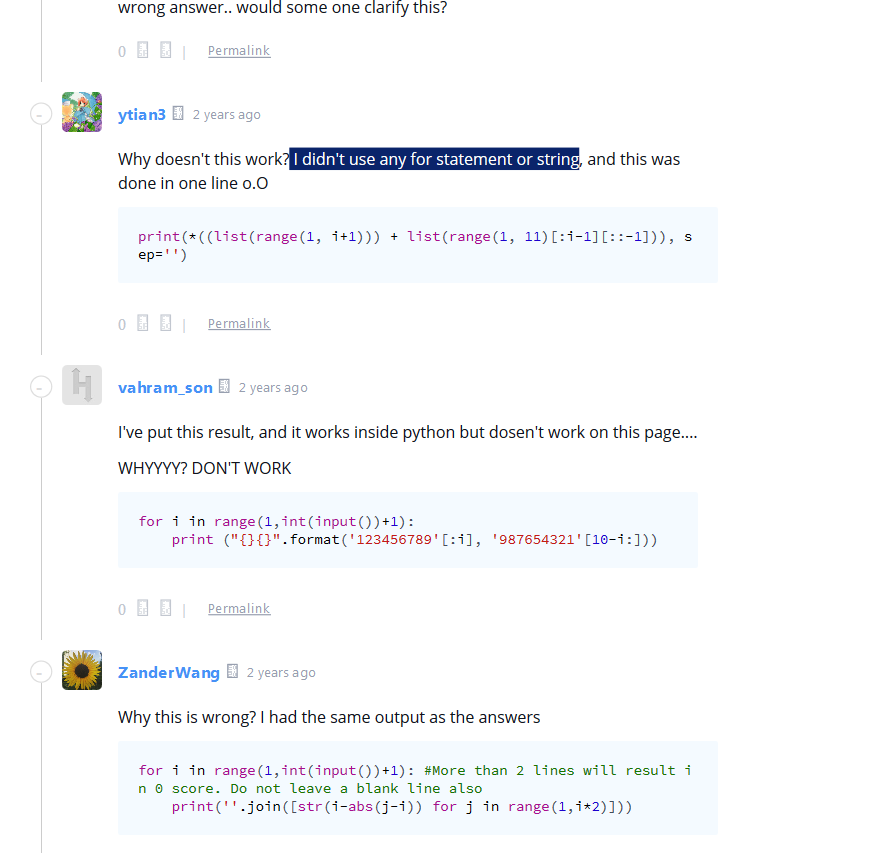 wrong answer.. would some one clarify this?
0 | Permalink
ytian3 2 years ago
Why doesn't this work? I didn't use any for statement or string, and this was
done in one line o.O
print(*((list(range(1, i+1))) + list(range(1, 11)[:i-1][::-1])), s
ep='')
0 | Permalink
vahram_son 2 years ago
I've put this result, and it works inside python but dosen't work on this page....
WHYYYY? DON'T WORK
for i in range(1,int(input())+1):
    print ("{}{}".format('123456789'[:i], '987654321'[10-i:]))
0 | Permalink
ZanderWang 2 years ago
Why this is wrong? I had the same output as the answers
for i in range(1,int(input())+1): #More than 2 lines will result i
n 0 score. Do not leave a blank line also
    print(''.join([str(i-abs(j-i)) for j in range(1,i*2)]))